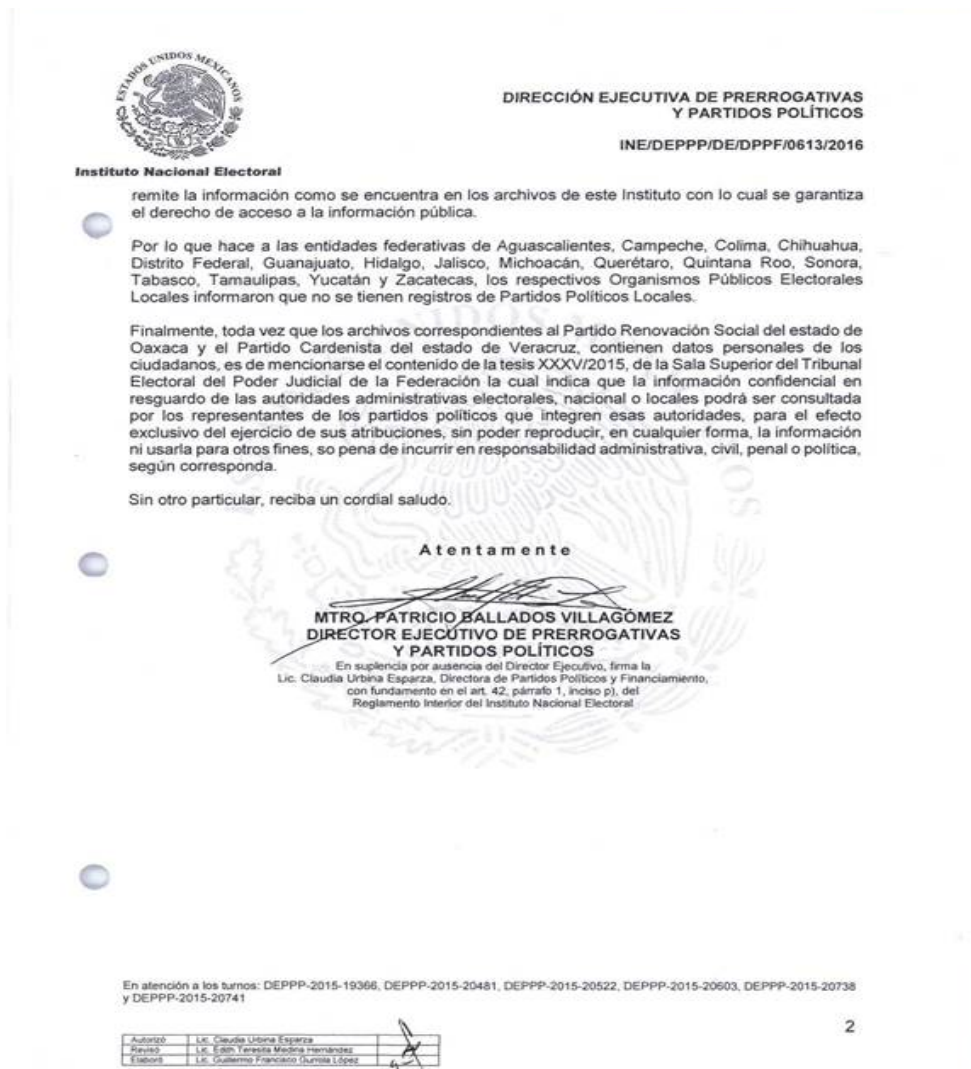 ESTADOS UNIDOS MEXICANOS
Instituto Nacional Electoral
DIRECCIÓN EJECUTIVA DE PRERROGATIVAS
Y PARTIDOS POLÍTICOS
INE/DEPPP/DE/DPPF/0613/2016
remite la información como se encuentra en los archivos de este Instituto con lo cual se garantiza
el derecho de acceso a la información pública.
Por lo que hace a las entidades federativas de Aguascalientes, Campeche, Colima, Chihuahua,
Distrito Federal, Guanajuato, Hidalgo, Jalisco, Michoacán, Querétaro, Quintana Roo, Sonora,
Tabasco, Tamaulipas, Yucatán y Zacatecas, los respectivos Organismos Públicos Electorales
Locales informaron que no se tienen registros de Partidos Políticos Locales.
Finalmente, toda vez que los archivos correspondientes al Partido Renovación Social del estado de
Oaxaca y el Partido Cardenista del estado de Veracruz, contienen datos personales de los
ciudadanos, es de mencionarse el contenido de la tesis XXXV/2015, de la Sala Superior del Tribunal
Electoral del Poder Judicial de la Federación la cual indica que la información confidencial en
resguardo de las autoridades administrativas electorales, nacional o locales podrá ser consultada
por los representantes de los partidos políticos que integren esas autoridades, para el efecto
exclusivo del ejercicio de sus atribuciones, sin poder reproducir, en cualquier forma, la información
ni usarla para otros fines, so pena de incurrir en responsabilidad administrativa, civil, penal o política,
según corresponda.
Sin otro particular, reciba un cordial saludo.
Atentamente
MTRO. PATRICIO BALLADOS VILLAGÓMEZ
DIRECTOR EJECUTIVO DE PRERROGATIVAS
Y PARTIDOS POLÍTICOS
En suplencia por ausencia del Director Ejecutivo, firma la
Lic. Claudia Urbina Esparza, Directora de Partidos Políticos y Financiamiento,
con fundamento en el art. 42, párrafo 1, inciso p), del
Reglamento Interior del Instituto Nacional Electoral
En atención a los turnos: DEPPP-2015-19366, DEPPP-2015-20481, DEPPP-2015-20522, DEPPP-2015-20603, DEPPP-2015-20738
y DEPPP-2015-20741
2
Autorizó Lic. Claudia Urbina Esparza
Revisó Lic. Edith Teresita Medina Hernández
Elaboró Lic. Guillermo Francisco Gurrola López